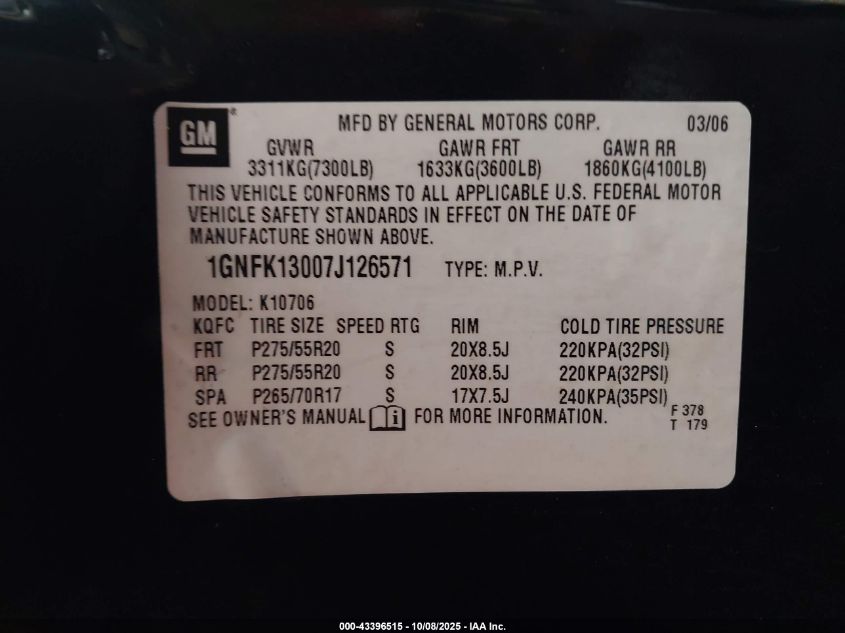 GM
MFD BY GENERAL MOTORS CORP. 03/06
GVWR GAWR FRT GAWR RR
3311KG(7300LB) 1633KG(3600LB) 1860KG(4100LB)
THIS VEHICLE CONFORMS TO ALL APPLICABLE U.S. FEDERAL MOTOR
VEHICLE SAFETY STANDARDS IN EFFECT ON THE DATE OF
MANUFACTURE SHOWN ABOVE.
1GNFK13007J126571 TYPE: M.P.V.
MODEL: K10706
KQFC TIRE SIZE SPEED RTG RIM COLD TIRE PRESSURE
FRT P275/55R20 S 20X8.5J 220KPA(32PSI)
RR P275/55R20 S 20X8.5J 220KPA(32PSI)
SPA P265/70R17 S 17X7.5J 240KPA(35PSI)
SEE OWNER'S MANUAL i FOR MORE INFORMATION. F 378
T 179
000-43396515 - 10/08/2025 - IAA Inc.